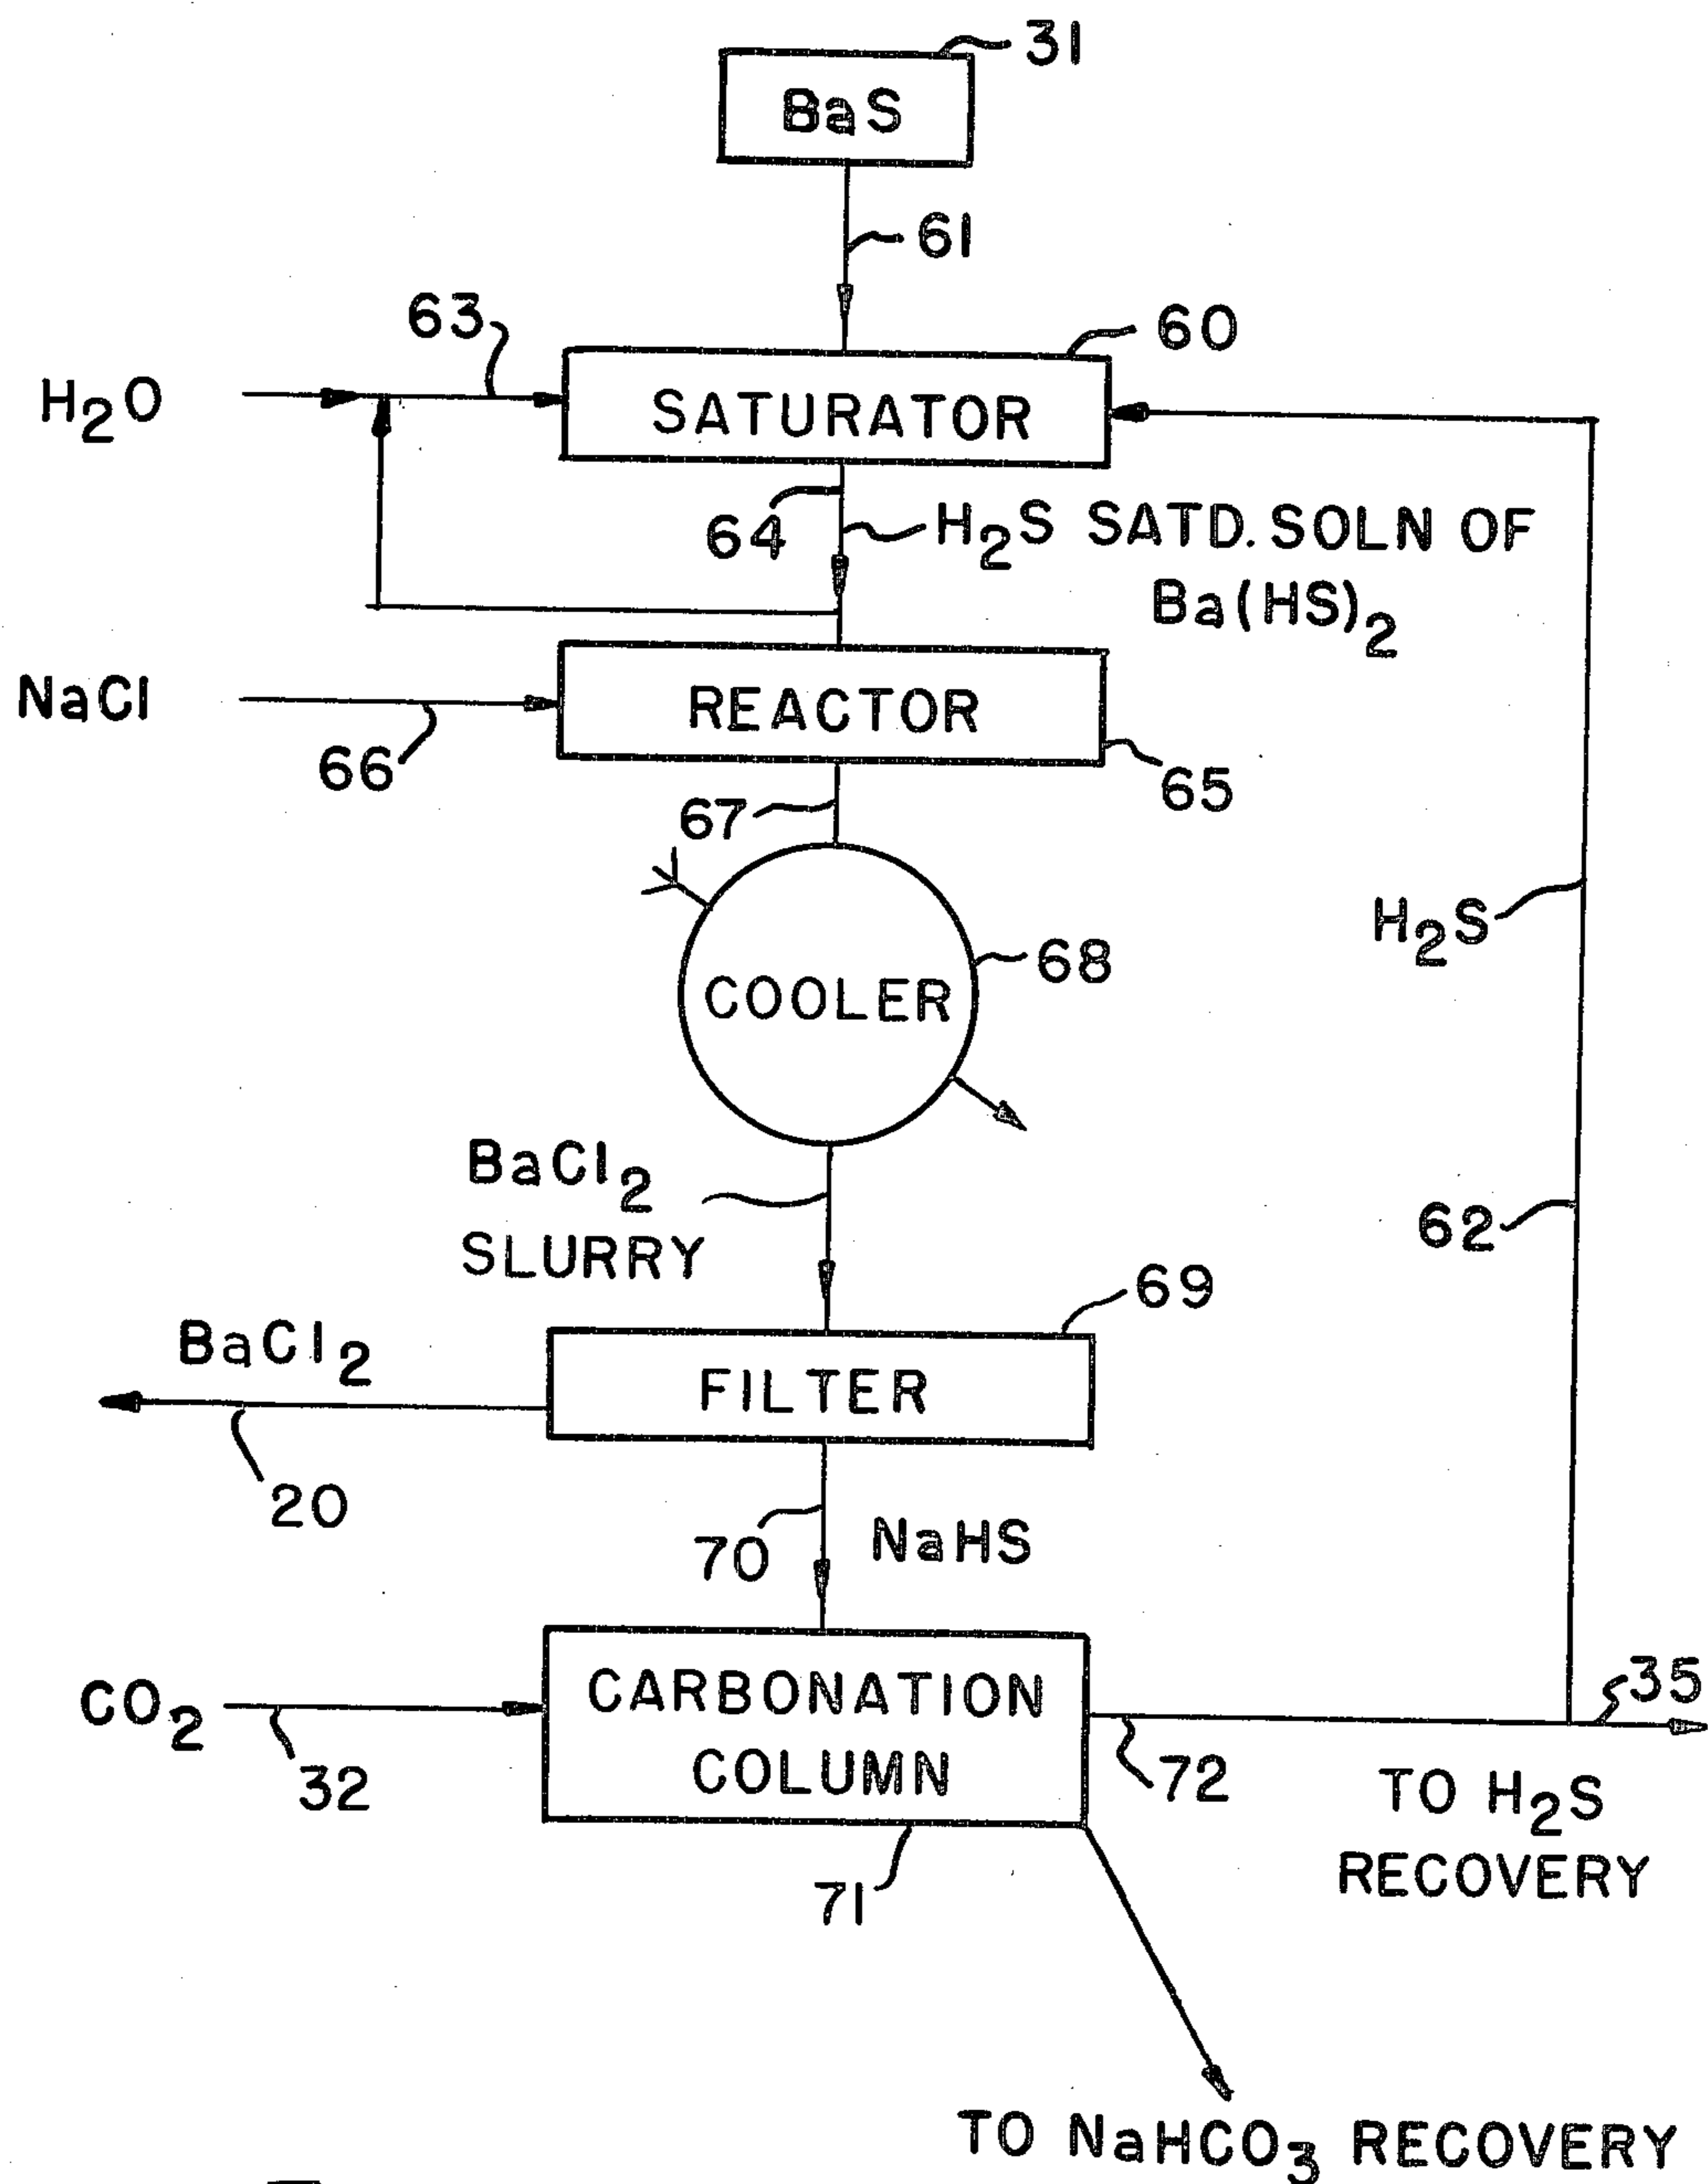 31
BaS
61
63
60
H₂O
SATURATOR
64
H₂S SATD. SOLN OF
Ba(HS)₂
NaCl
REACTOR
66
65
67
68
COOLER
H₂S
BaCl₂
SLURRY
62
69
BaCl₂
FILTER
20
70
NaHS
35
CO₂
CARBONATION
COLUMN
32
72
TO H₂S
RECOVERY
71
TO NaHCO₃ RECOVERY